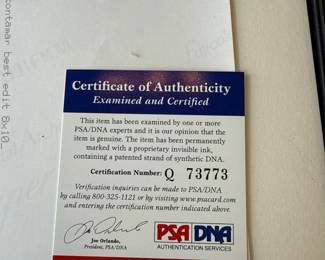 contamar best edit 8x10_
Certificate of Authenticity
Examined and Certified
This item has been examined by one or more
PSA/DNA experts and it is our opinion that the
item is genuine. The item has been permanently
marked with a proprietary invisible ink,
containing a patented strand of synthetic DNA.
Certification Number: Q 73773
Verification inquiries can be made to PSA/DNA
by calling 800-325-1121 or by visiting www.psacard.com and
entering the certification number indicated above.
Joe Orlando,
President, PSA/DNA
PSA DNA
AUTHENTICATION SERVICES